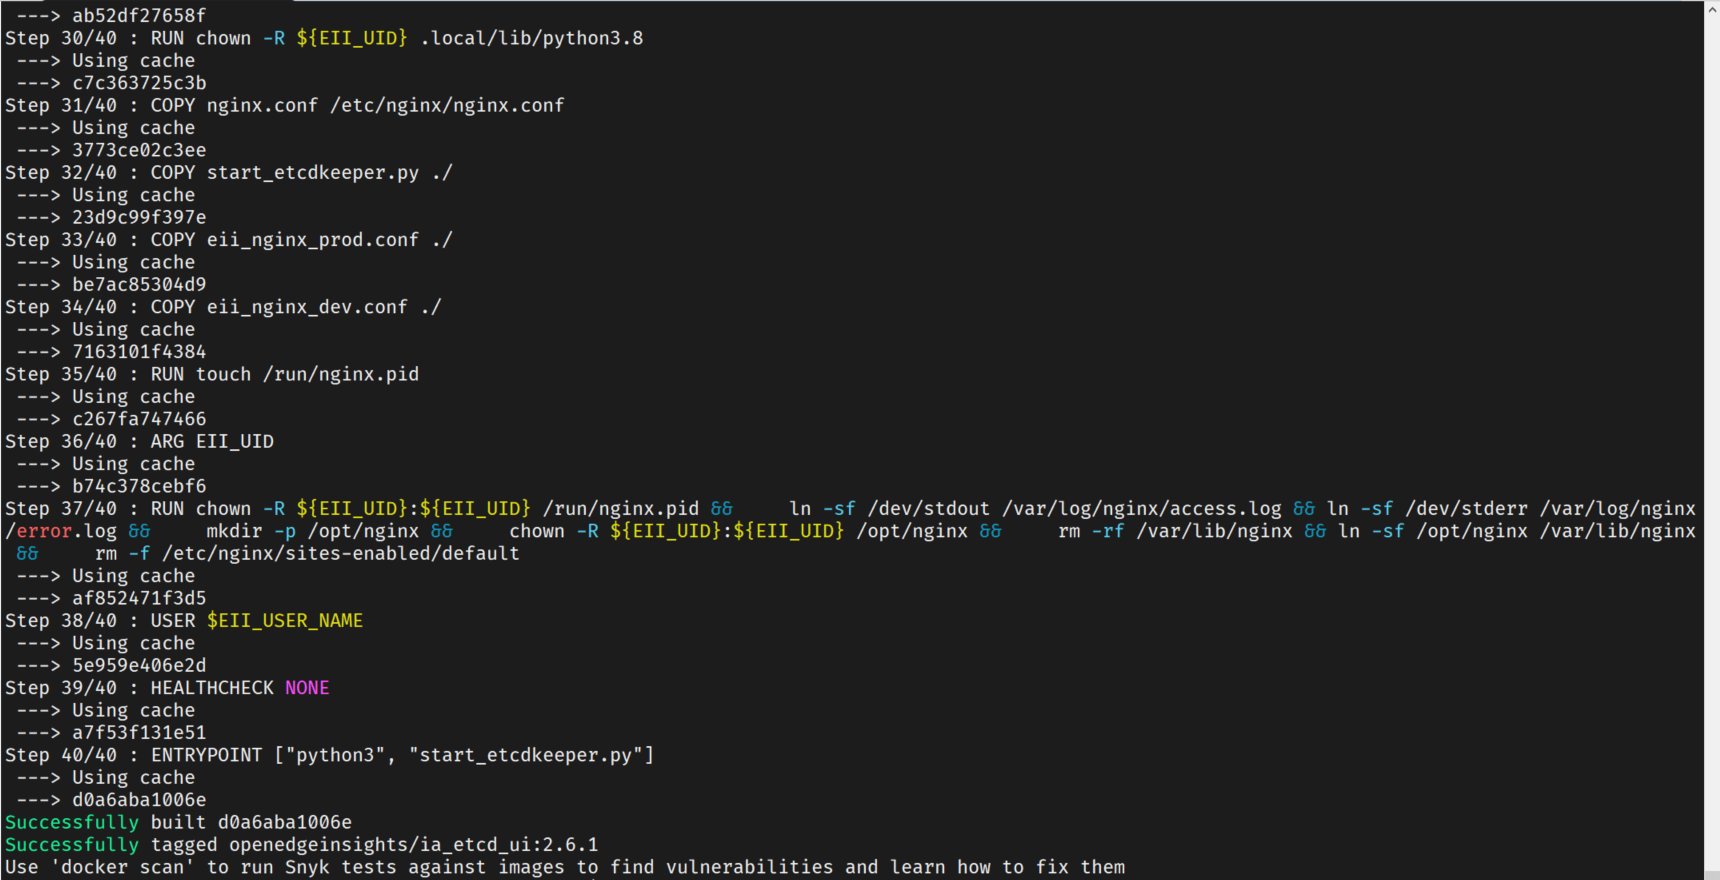 ---> ab52df27658f
Step 30/40 : RUN chown -R ${EII_UID} .local/lib/python3.8
---> Using cache
---> c7c363725c3b
Step 31/40 : COPY nginx.conf /etc/nginx/nginx.conf
---> Using cache
---> 3773ce02c3ee
Step 32/40 : COPY start_etcdkeeper.py ./
---> Using cache
---> 23d9c99f397e
Step 33/40 : COPY eii_nginx_prod.conf ./
---> Using cache
---> be7ac85304d9
Step 34/40 : COPY eii_nginx_dev.conf ./
---> Using cache
---> 7163101f4384
Step 35/40 : RUN touch /run/nginx.pid
---> Using cache
---> c267fa747466
Step 36/40 : ARG EII_UID
---> Using cache
---> b74c378cebf6
Step 37/40 : RUN chown -R ${EII_UID}:${EII_UID} /run/nginx.pid &&     ln -sf /dev/stdout /var/log/nginx/access.log && ln -sf /dev/stderr /var/log/nginx
/error.log &&     mkdir -p /opt/nginx &&     chown -R ${EII_UID}:${EII_UID} /opt/nginx &&     rm -rf /var/lib/nginx && ln -sf /opt/nginx /var/lib/nginx
&&     rm -f /etc/nginx/sites-enabled/default
---> Using cache
---> af852471f3d5
Step 38/40 : USER $EII_USER_NAME
---> Using cache
---> 5e959e406e2d
Step 39/40 : HEALTHCHECK NONE
---> Using cache
---> a7f53f131e51
Step 40/40 : ENTRYPOINT ["python3", "start_etcdkeeper.py"]
---> Using cache
---> d0a6aba1006e
Successfully built d0a6aba1006e
Successfully tagged openedgeinsights/ia_etcd_ui:2.6.1
Use 'docker scan' to run Snyk tests against images to find vulnerabilities and learn how to fix them